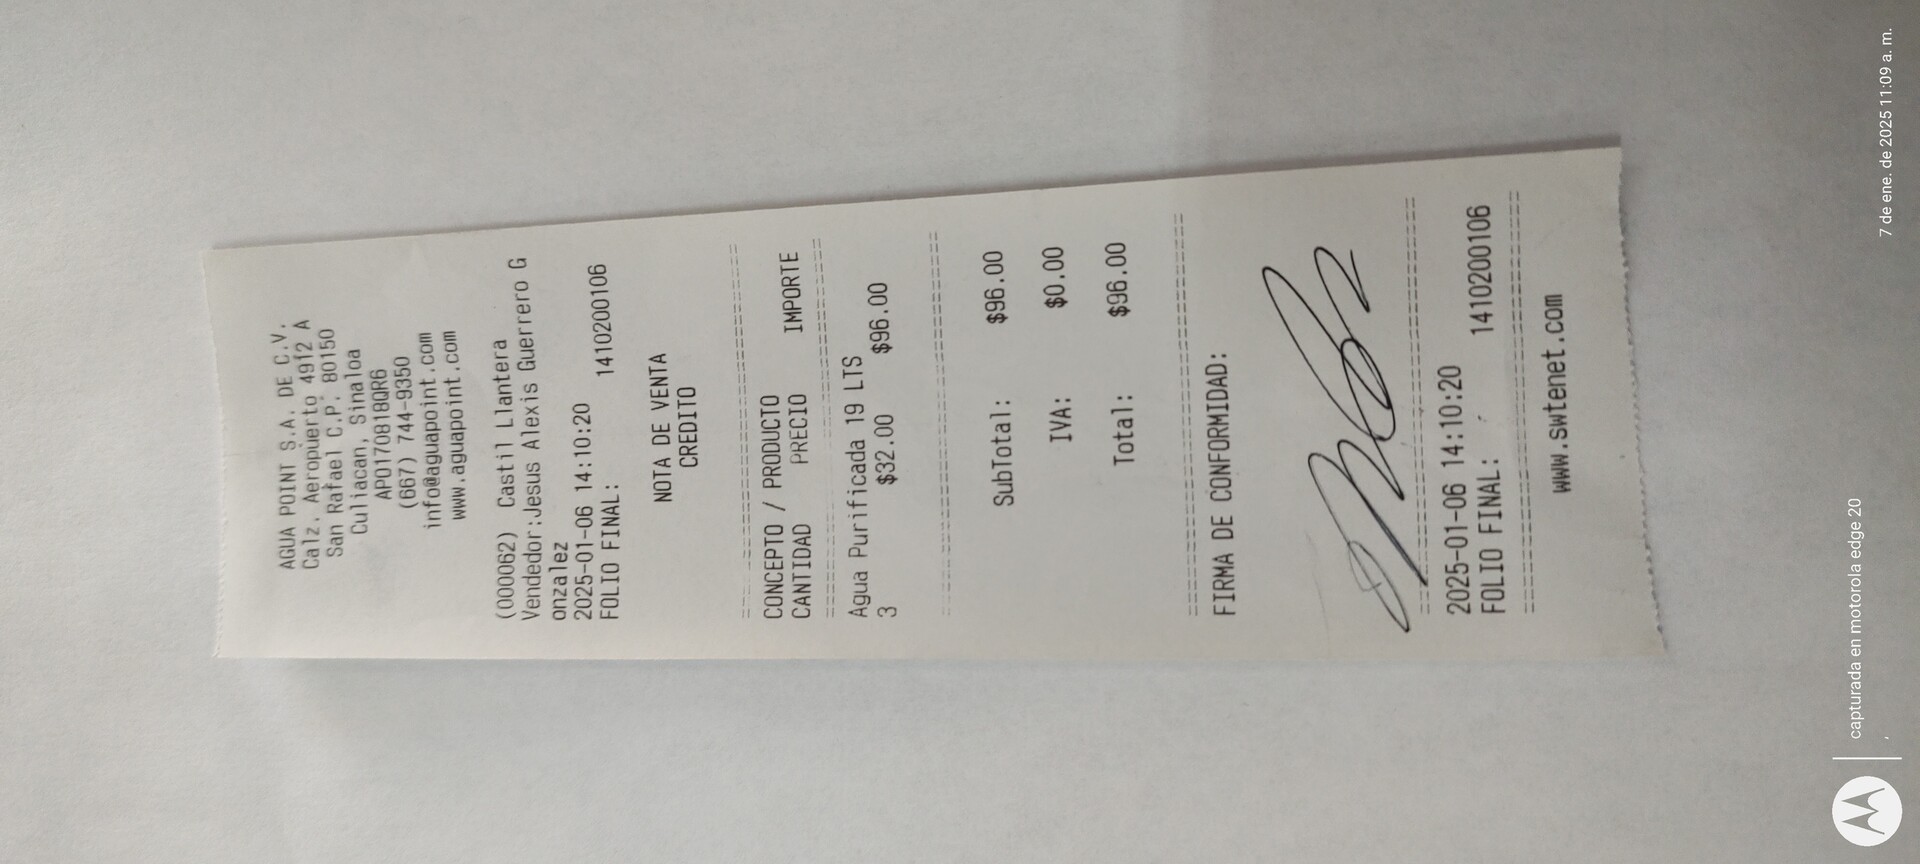 AGUA POINT S.A. DE C.V.
Calz. Aeropuerto 4912 A
San Rafael C.P. 80150
Culiacan, Sinaloa
APO170818QR6
(667) 744-9350
info@aguapoint.com
www.aguapoint.com
(000062) Castil Llantera
Vendedor:Jesus Alexis Guerrero G
onzalez
2025-01-06 14:10:20
FOLIO FINAL: 1410200106
NOTA DE VENTA
CREDITO
CONCEPTO / PRODUCTO
CANTIDAD PRECIO IMPORTE
Agua Purificada 19 LTS
3 $32.00 $96.00
SubTotal: $96.00
IVA: $0.00
Total: $96.00
FIRMA DE CONFORMIDAD:
2025-01-06 14:10:20
FOLIO FINAL: 1410200106
www.swtenet.com
capturada en motorola edge 20
7 de ene. de 2025 11:09 a. m.